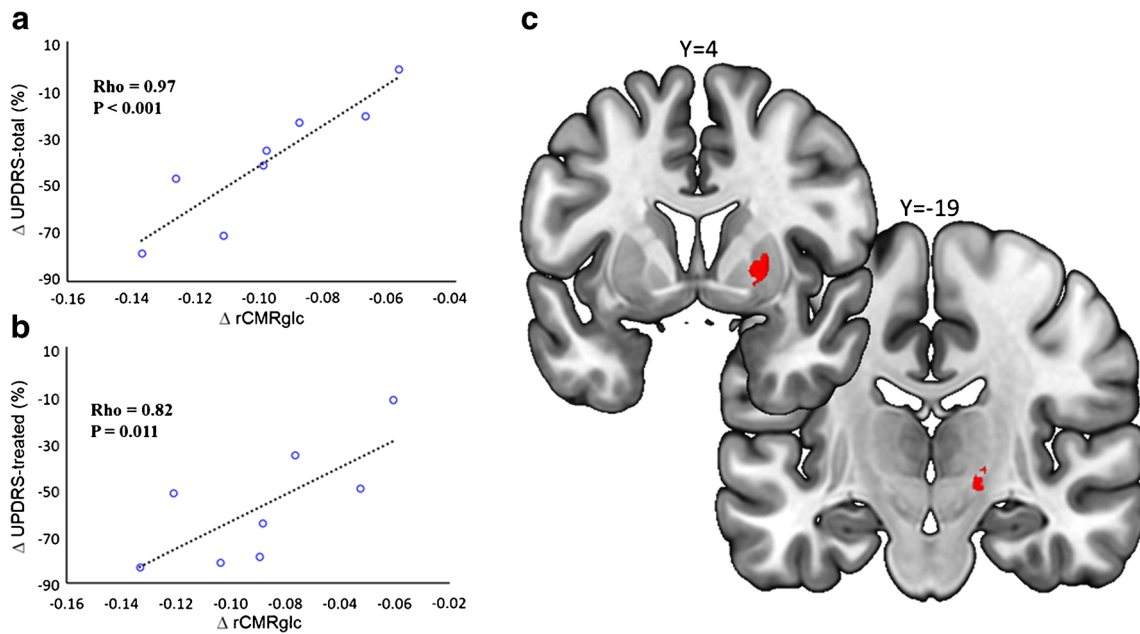 a
Δ UPDRS-total (%)
10
-10
-30
-50
-70
-90
Rho = 0.97
P < 0.001
-0.16 -0.14 -0.12 -0.10 -0.08 -0.06 -0.04
Δ rCMRglc
b
Δ UPDRS-treated (%)
10
-10
-30
-50
-70
-90
Rho = 0.82
P = 0.011
-0.16 -0.14 -0.12 -0.10 -0.08 -0.04 -0.06 -0.02
Δ rCMRglc
c
Y=4
Y=-19